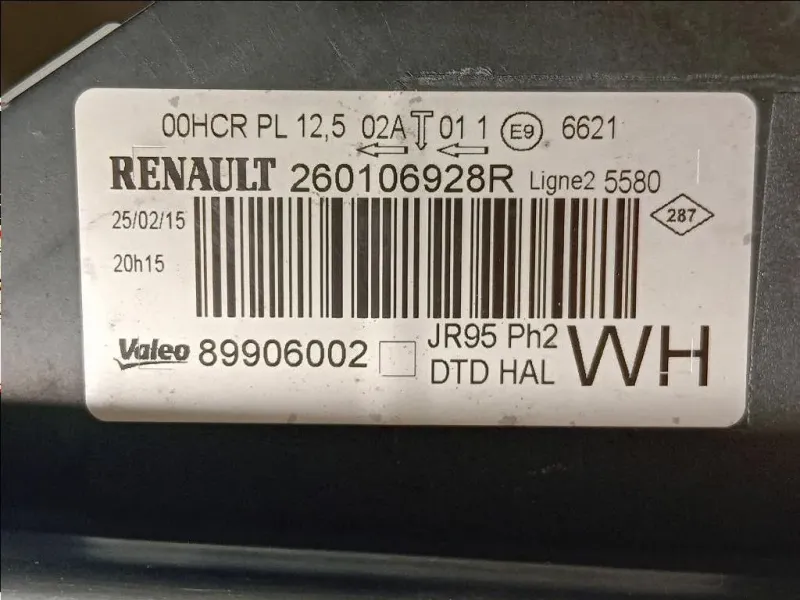 00HCR PL 12,5 02A 01 1 E9 6621
RENAULT 260106928R Ligne2 5580
287
25/02/15
20h15
Valeo 89906002
JR95 Ph2
DTD HAL
WH